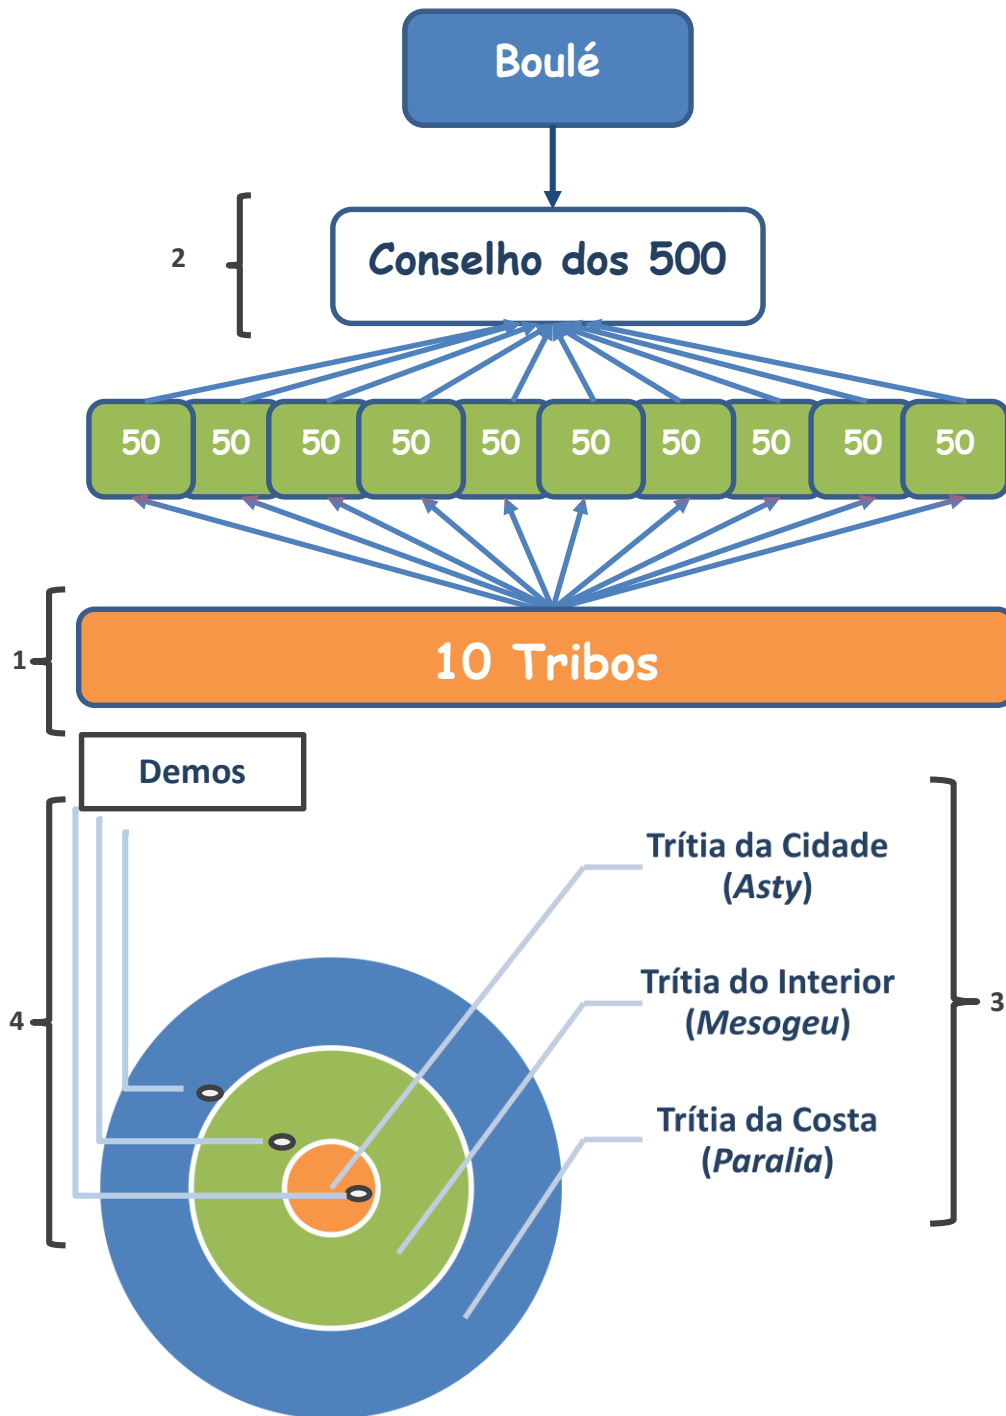 Boulé
2
Conselho dos 500
50 50 50 50 50 50 50 50 50 50
1
10 Tribos
Demos
Trítia da Cidade
(Asty)
Trítia do Interior
(Mesogeu)
4
3
Trítia da Costa
(Paralia)